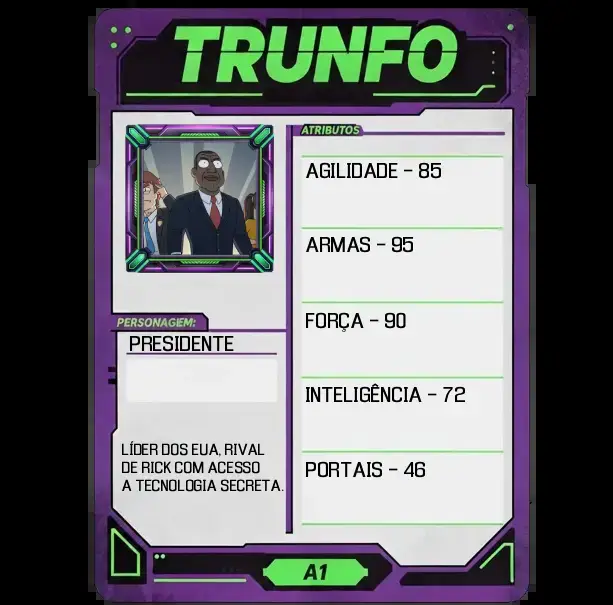 TRUNFO
ATRIBUTOS
AGILIDADE - 85
ARMAS - 95
FORÇA - 90
INTELIGÊNCIA - 72
PORTAIS - 46
PERSONAGEM:
PRESIDENTE
LÍDER DOS EUA, RIVAL
DE RICK COM ACESSO
A TECNOLOGIA SECRETA.
A1